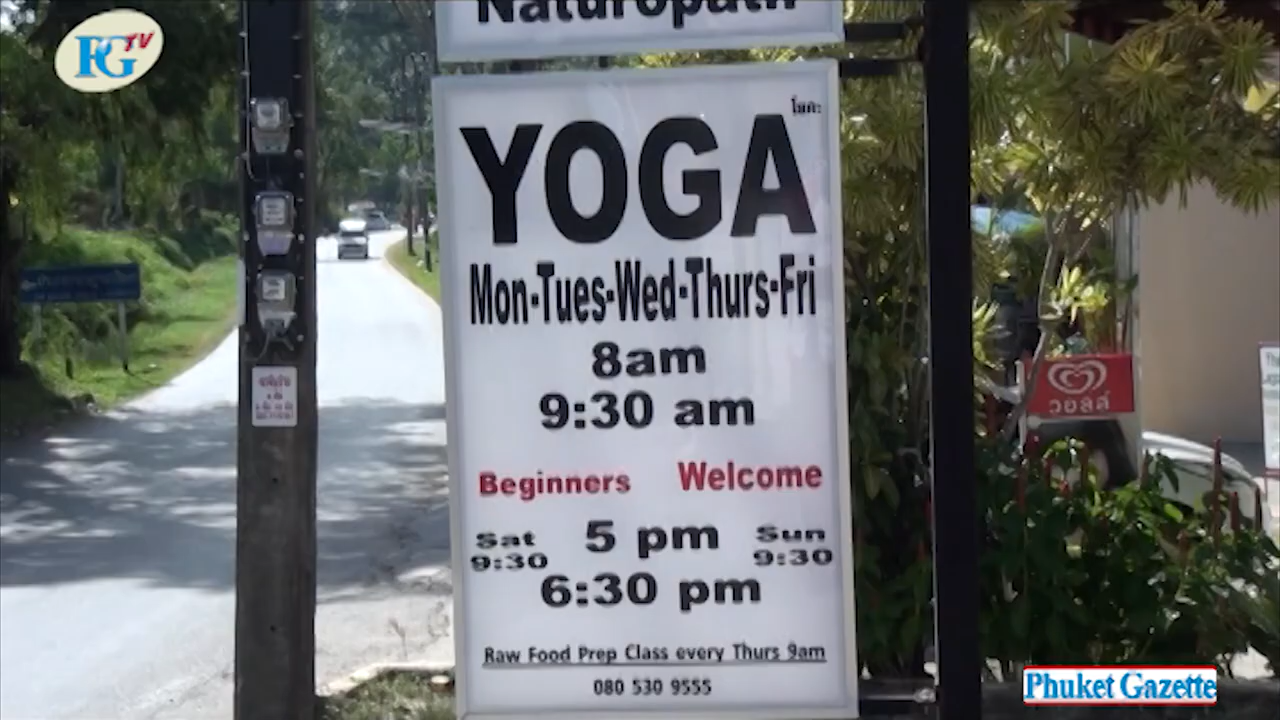 PGTV
Naturopath
โยคะ
YOGA
Mon-Tues-Wed-Thurs-Fri
8am
9:30 am
Beginners Welcome
Sat 5 pm Sun
9:30 9:30
6:30 pm
Raw Food Prep Class every Thurs 9am
080 530 9555
วอลล์
Phuket Gazette